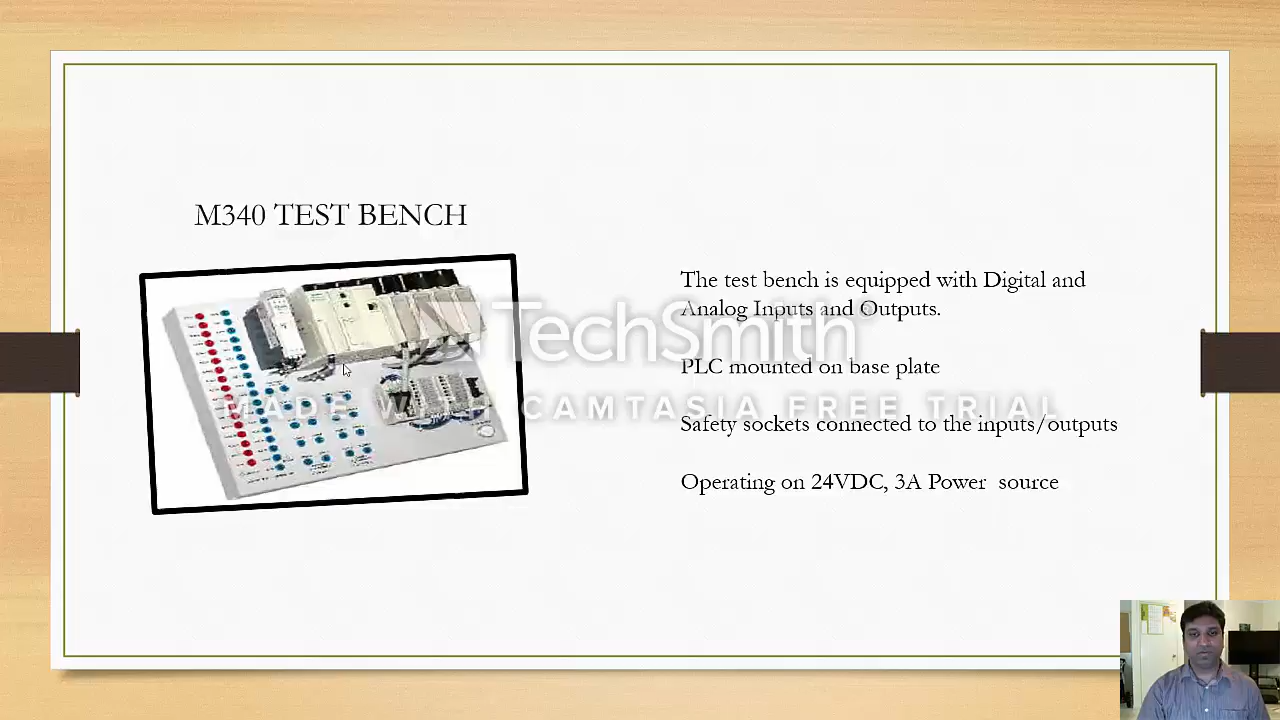 M340 TEST BENCH
The test bench is equipped with Digital and
Analog Inputs and Outputs.
TechSmith
PLC mounted on base plate
MADE WITH CAMTASIA FREE TRIAL
Safety sockets connected to the inputs/outputs
Operating on 24VDC, 3A Power source